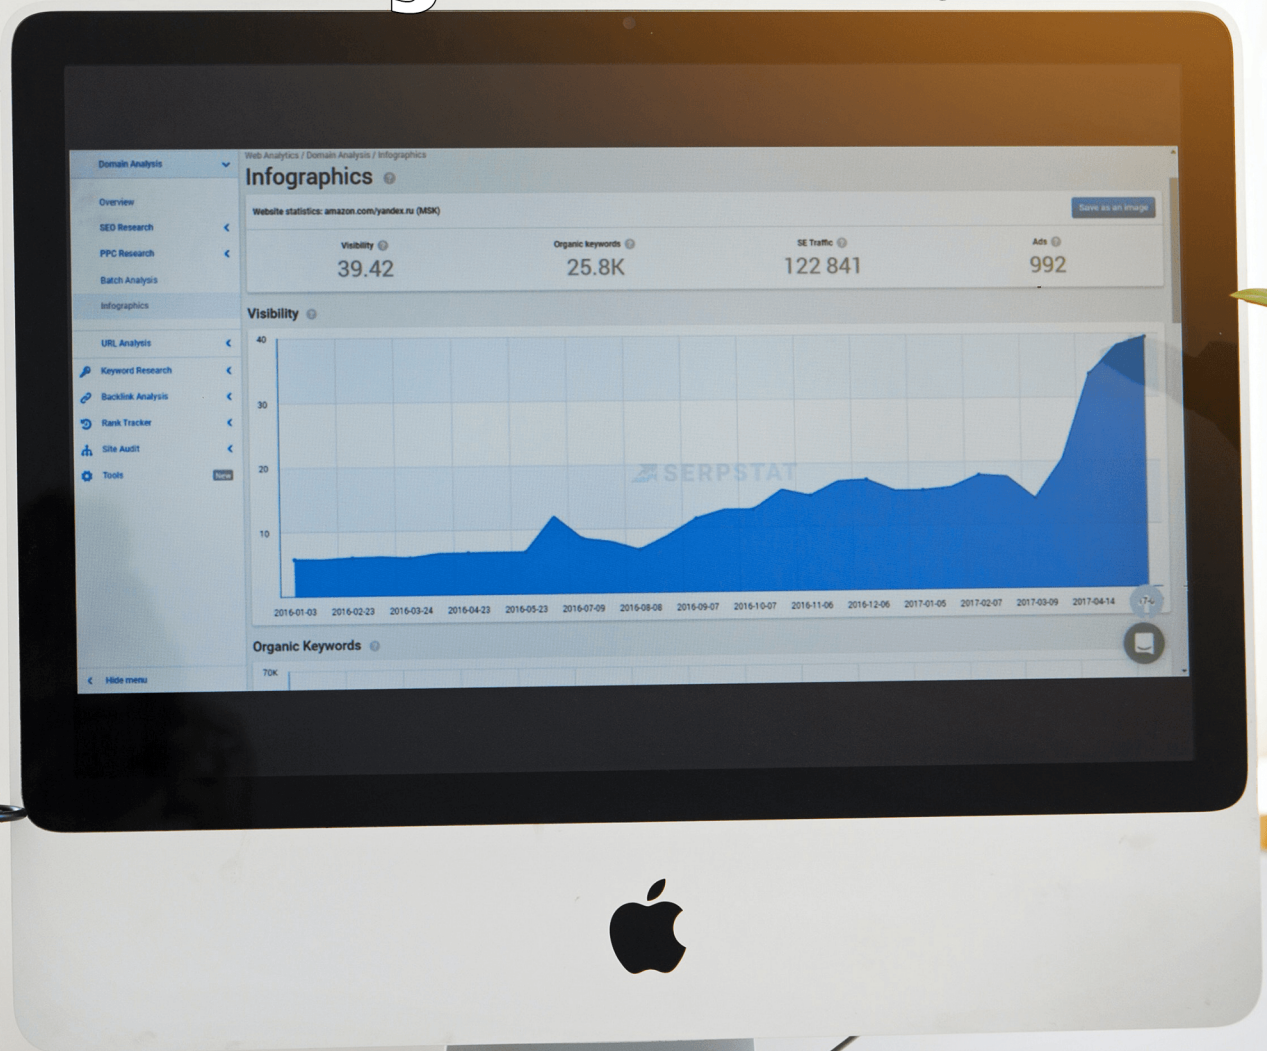 Domain Analysis
Overview
SEO Research
PPC Research
Batch Analysis
Infographics
URL Analysis
Keyword Research
Backlink Analysis
Rank Tracker
Site Audit
Tools New
Hide menu
Web Analytics / Domain Analysis / Infographics
Infographics
Website statistics: amazon.com/yandex.ru (MSK)
Save as an image
Visibility Organic keywords SE Traffic Ads
39.42 25.8K 122 841 992
Visibility
40
30
20
10
SERPSTAT
2016-01-03 2016-02-23 2016-03-24 2016-04-23 2016-05-23 2016-07-09 2016-08-08 2016-09-07 2016-10-07 2016-11-06 2016-12-06 2017-01-05 2017-02-07 2017-03-09 2017-04-14
Organic Keywords
70K